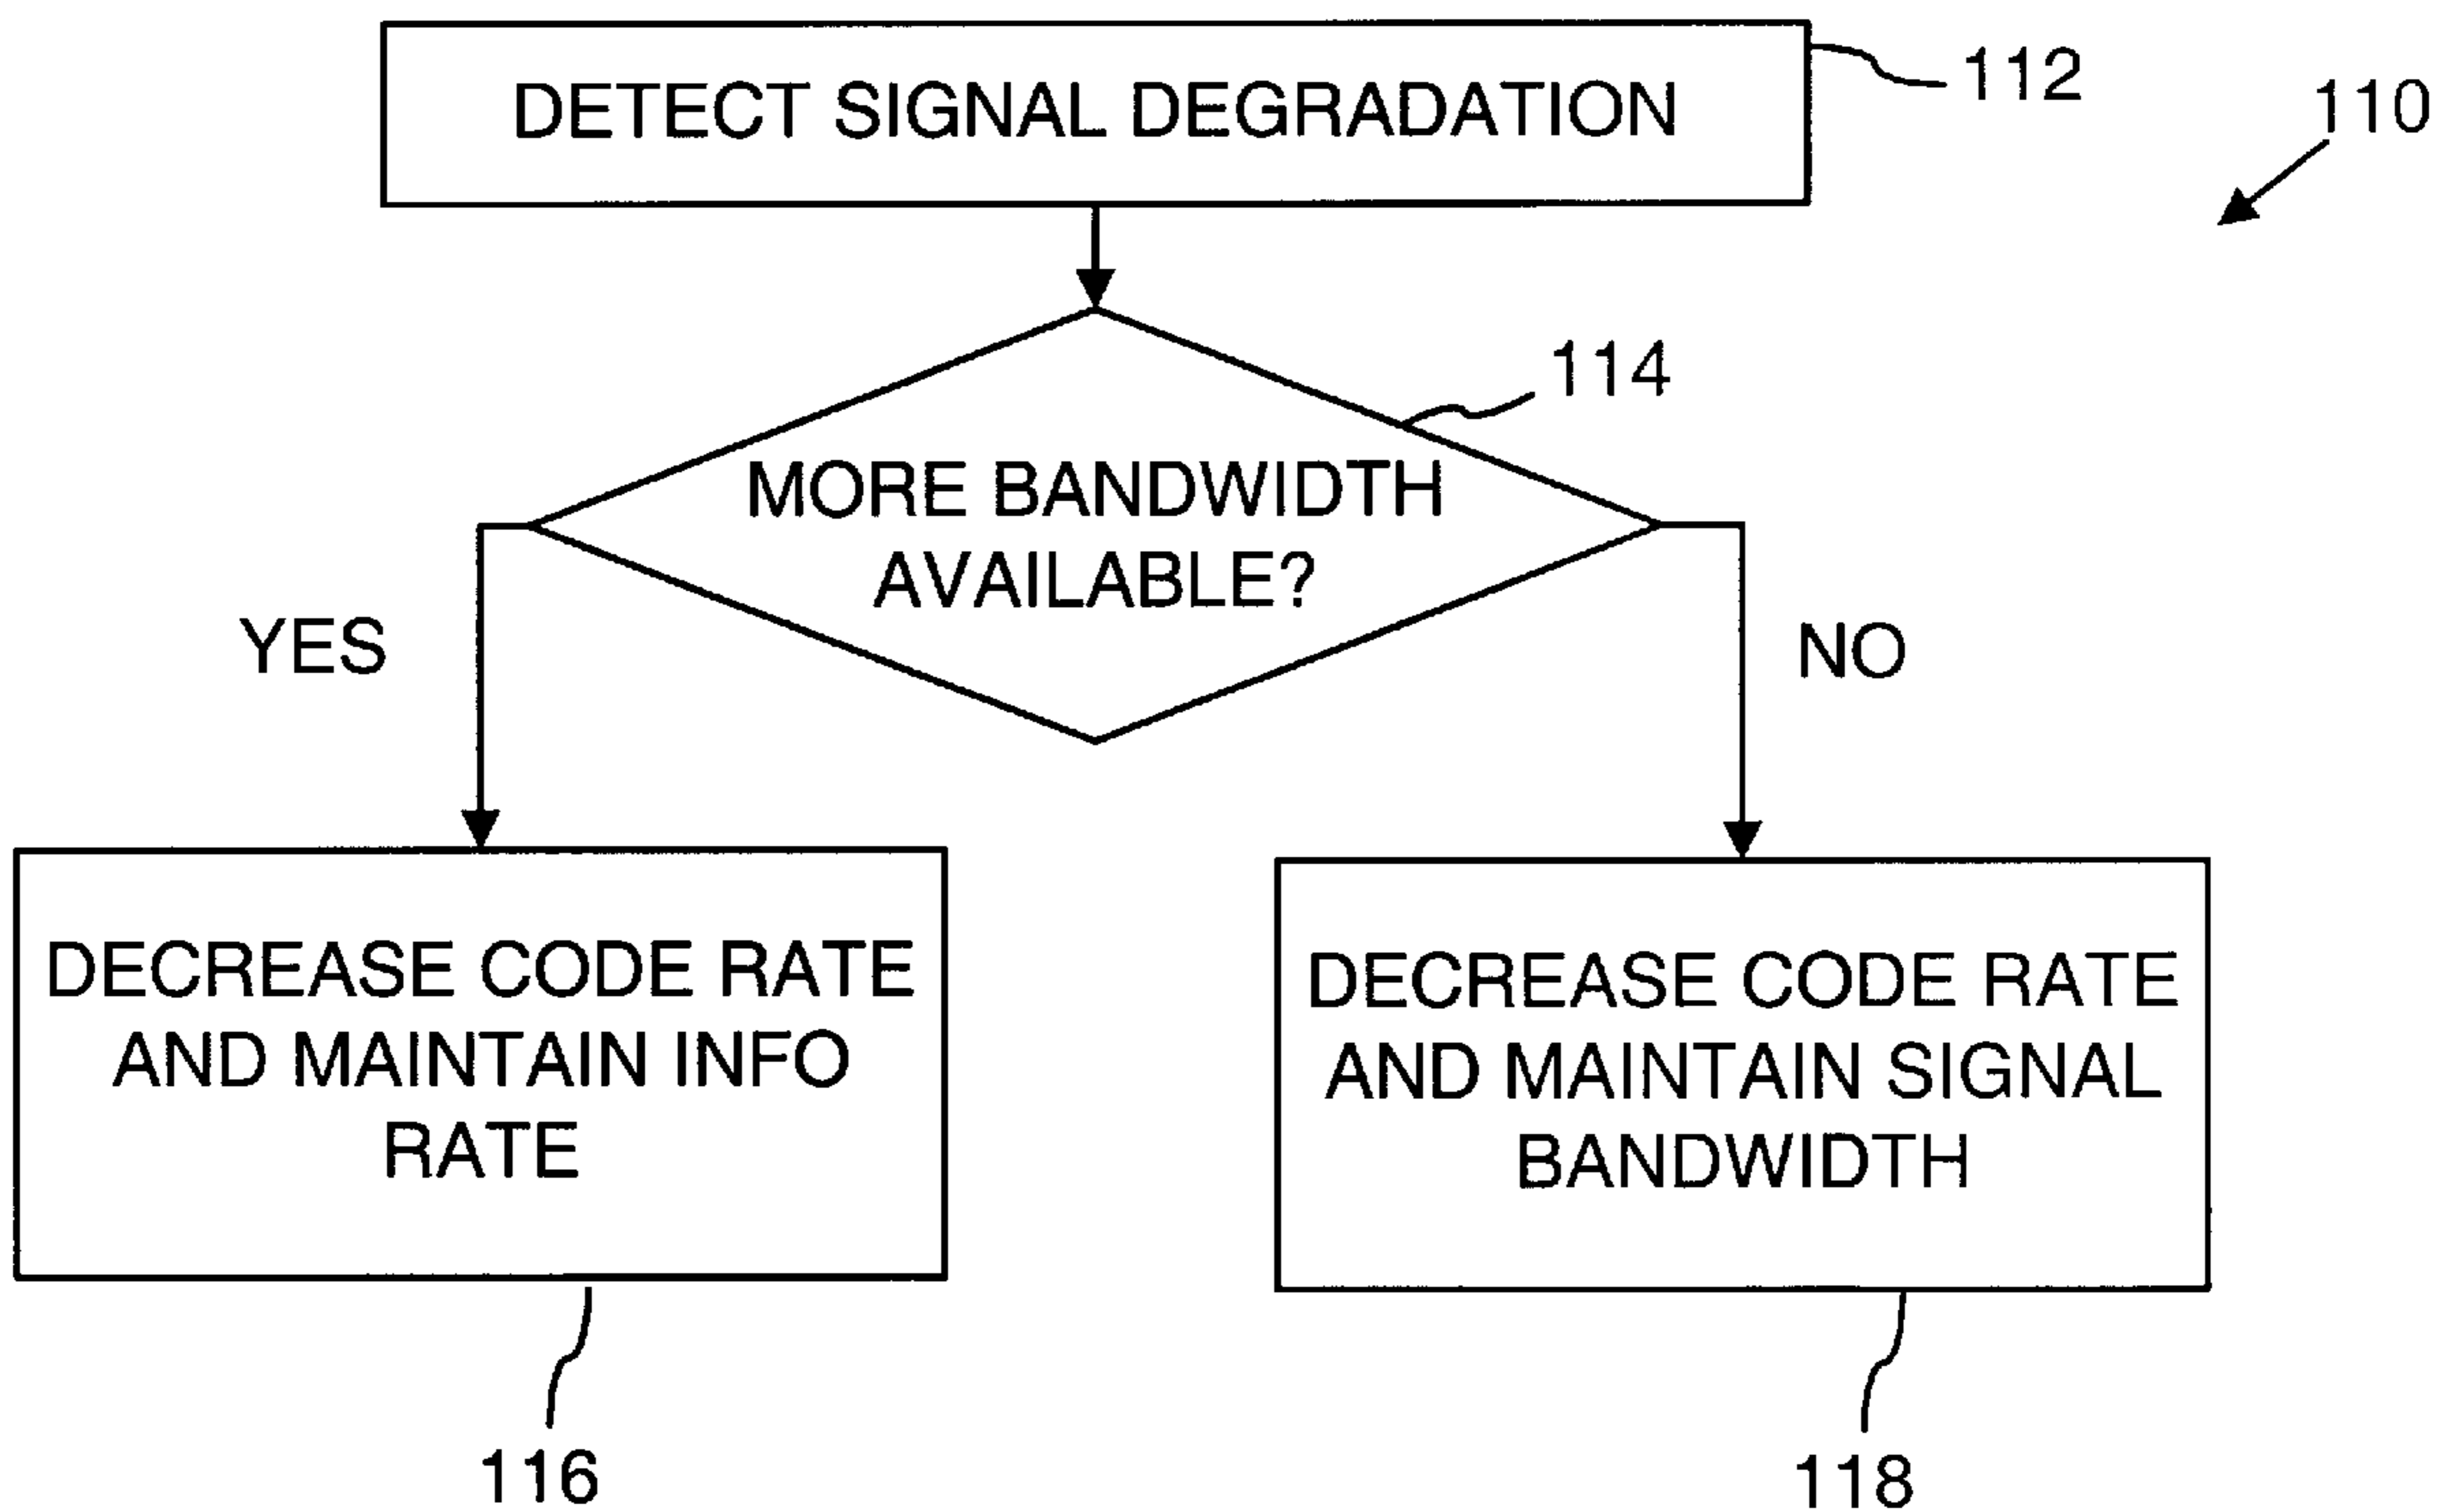 DETECT SIGNAL DEGRADATION
112
110
114
MORE BANDWIDTH
AVAILABLE?
YES
NO
DECREASE CODE RATE
AND MAINTAIN INFO
RATE
DECREASE CODE RATE
AND MAINTAIN SIGNAL
BANDWIDTH
116
118